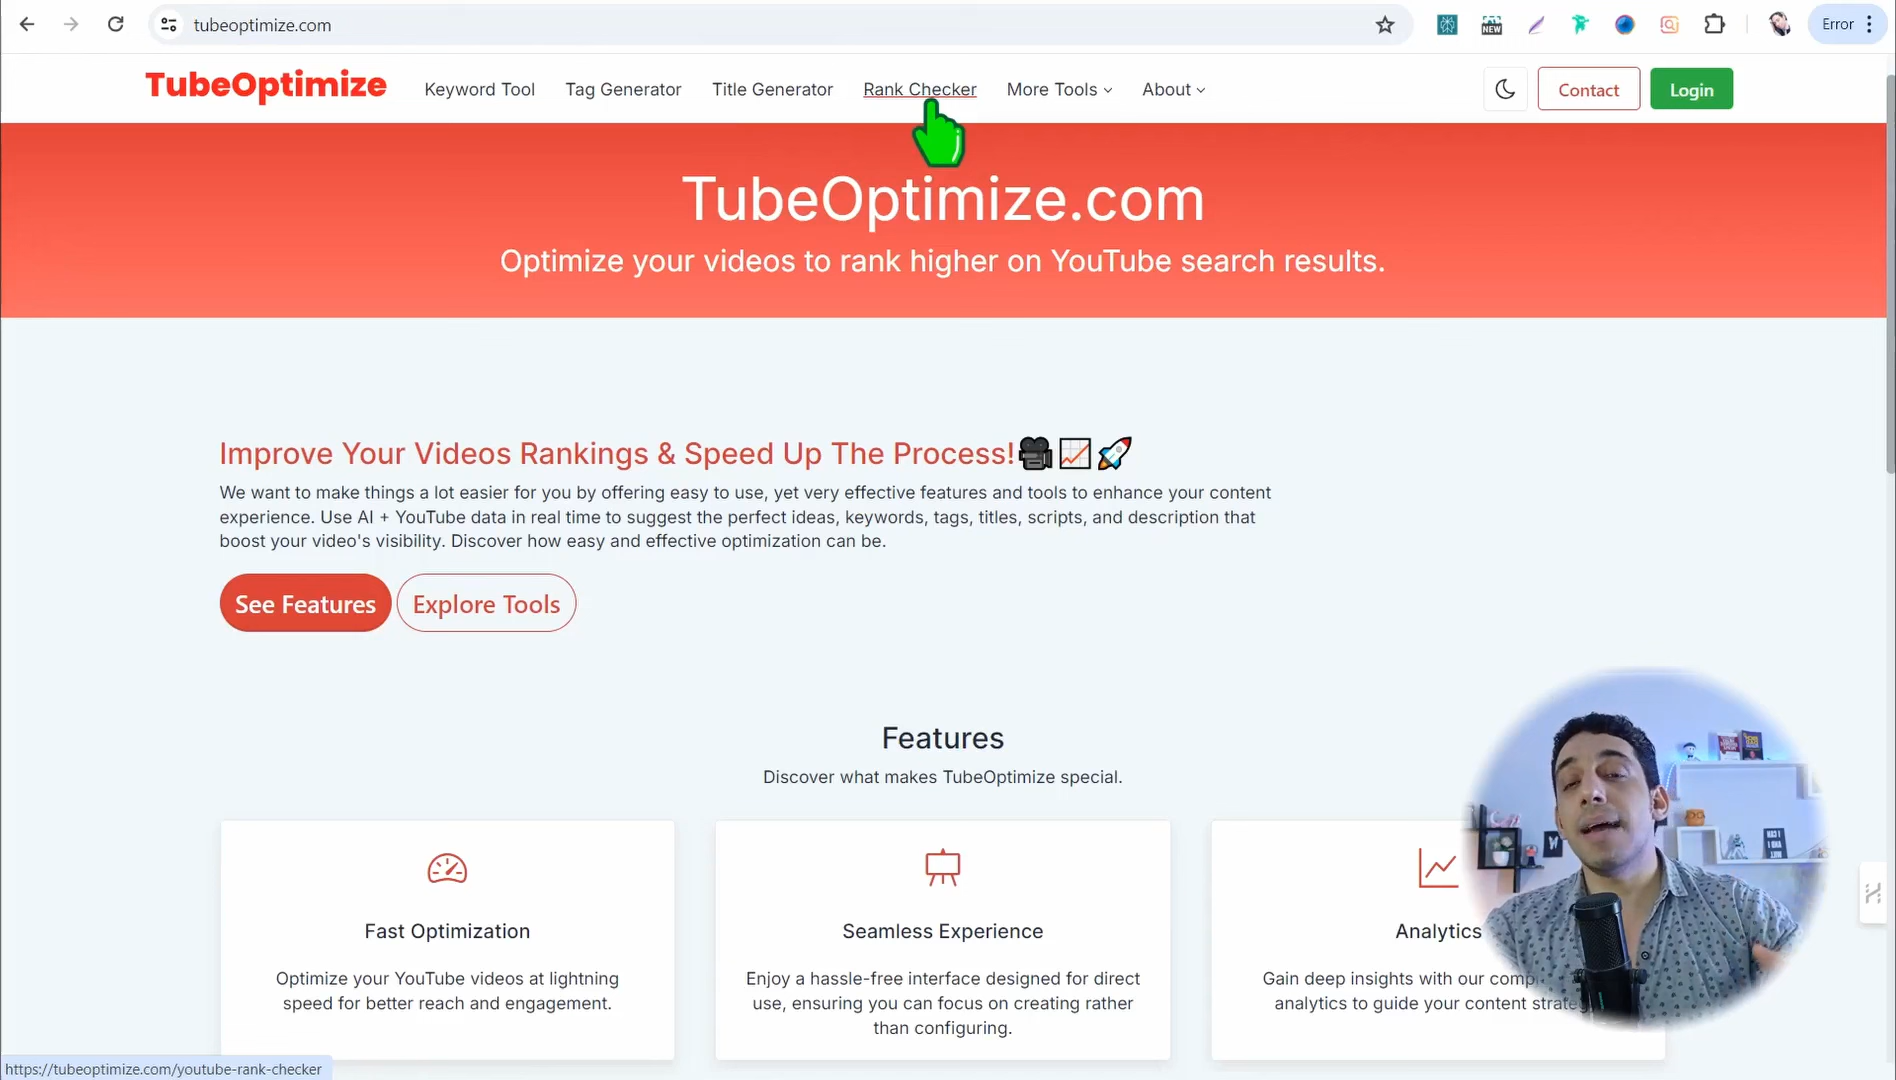 tubeoptimize.com
NEW
Error
TubeOptimize
Keyword Tool
Tag Generator
Title Generator
Rank Checker
More Tools
About
Contact
Login
TubeOptimize.com
Optimize your videos to rank higher on YouTube search results.
Improve Your Videos Rankings & Speed Up The Process!🎥📈🚀
We want to make things a lot easier for you by offering easy to use, yet very effective features and tools to enhance your content
experience. Use AI + YouTube data in real time to suggest the perfect ideas, keywords, tags, titles, scripts, and description that
boost your video's visibility. Discover how easy and effective optimization can be.
See Features
Explore Tools
Features
Discover what makes TubeOptimize special.
Fast Optimization
Optimize your YouTube videos at lightning
speed for better reach and engagement.
Seamless Experience
Enjoy a hassle-free interface designed for direct
use, ensuring you can focus on creating rather
than configuring.
Analytics
Gain deep insights with our comp
analytics to guide your content strate
https://tubeoptimize.com/youtube-rank-checker